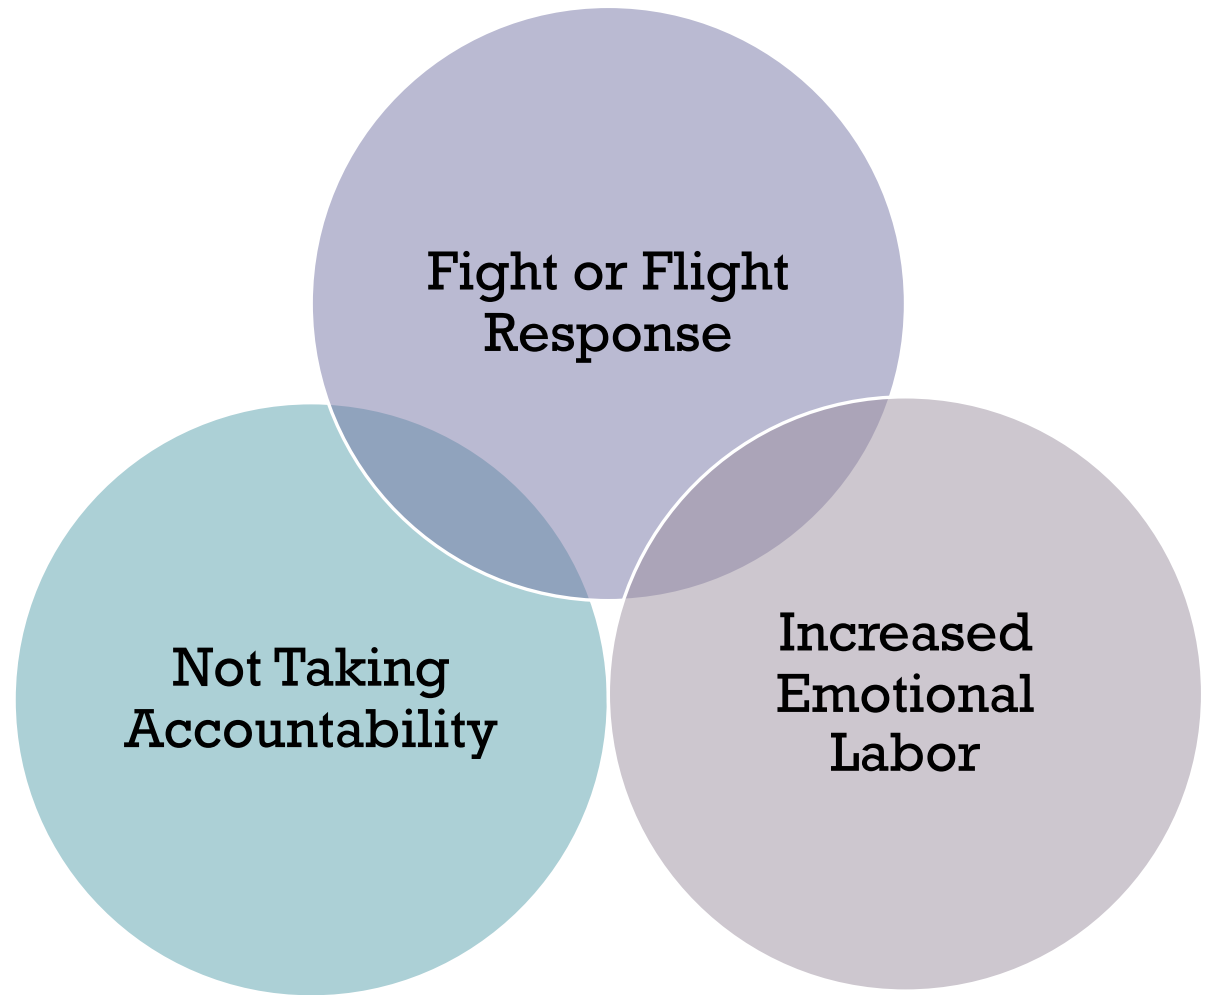 Fight or Flight
Response
Not Taking
Accountability
Increased
Emotional
Labor